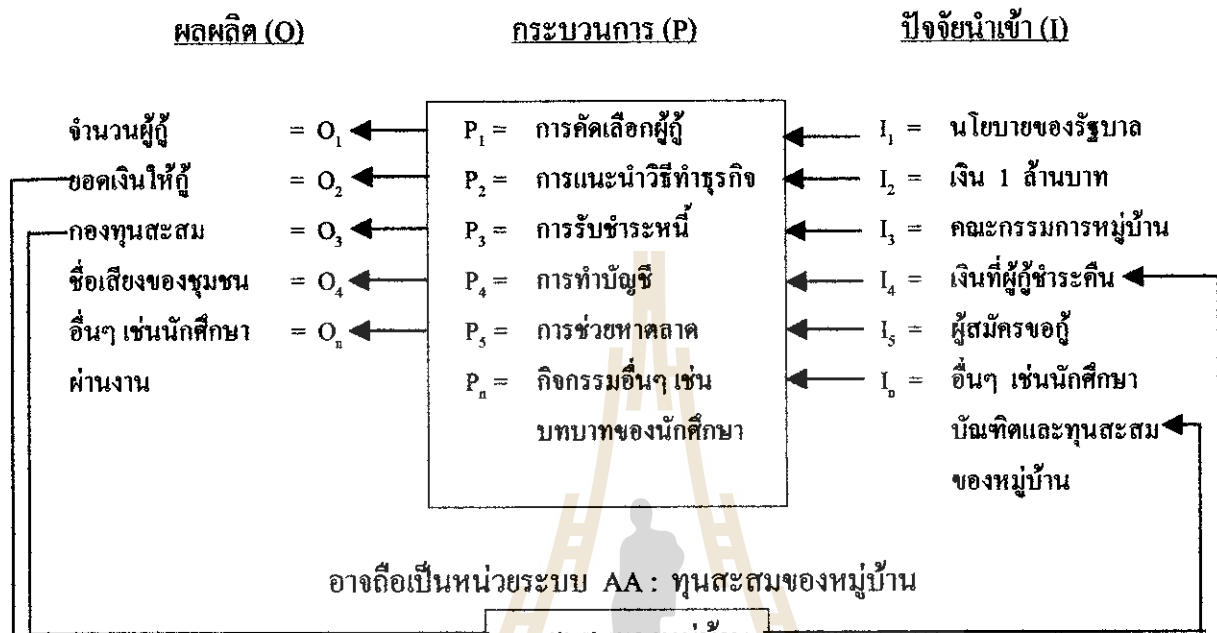 ผลผลิต (O) กระบวนการ (P) ปัจจัยนำเข้า (I)
จำนวนผู้กู้ = O₁ P₁ = การคัดเลือกผู้กู้ I₁ = นโยบายของรัฐบาล
ยอดเงินให้กู้ = O₂ P₂ = การแนะนำวิธีทำธุรกิจ I₂ = เงิน 1 ล้านบาท
กองทุนสะสม = O₃ P₃ = การรับชำระหนี้ I₃ = คณะกรรมการหมู่บ้าน
ชื่อเสียงของชุมชน = O₄ P₄ = การทำบัญชี I₄ = เงินที่ผู้กู้ชำระคืน
อื่นๆ เช่นนักศึกษา = Oₙ P₅ = การช่วยหาตลาด I₅ = ผู้สมัครขอกู้
ผ่านงาน Pₙ = กิจกรรมอื่นๆ เช่น Iₙ = อื่นๆ เช่นนักศึกษา
บทบาทของนักศึกษา บัณฑิตและทุนสะสม
ของหมู่บ้าน
อาจถือเป็นหน่วยระบบ AA : ทุนสะสมของหมู่บ้าน